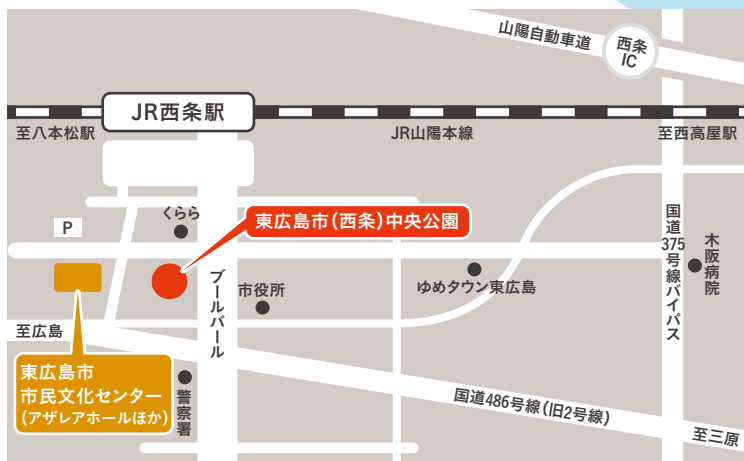 山陽自動車道
西条
IC
JR西条駅
至八本松駅
JR山陽本線
至西高屋駅
くらら
東広島市(西条)中央公園
P
国道375号線バイパス
木阪病院
ブールバール
市役所
ゆめタウン東広島
至広島
東広島市
市民文化センター
(アザレアホールほか)
警察署
国道486号線(旧2号線)
至三原